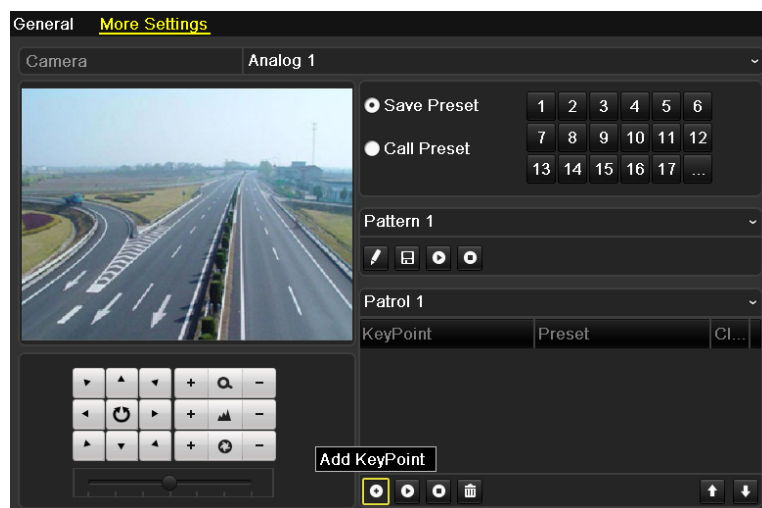 General More Settings
Camera Analog 1
Save Preset 1 2 3 4 5 6
Call Preset 7 8 9 10 11 12
13 14 15 16 17 ...
Pattern 1
Patrol 1
KeyPoint Preset Cl...
+ -
+ -
+ -
Add KeyPoint